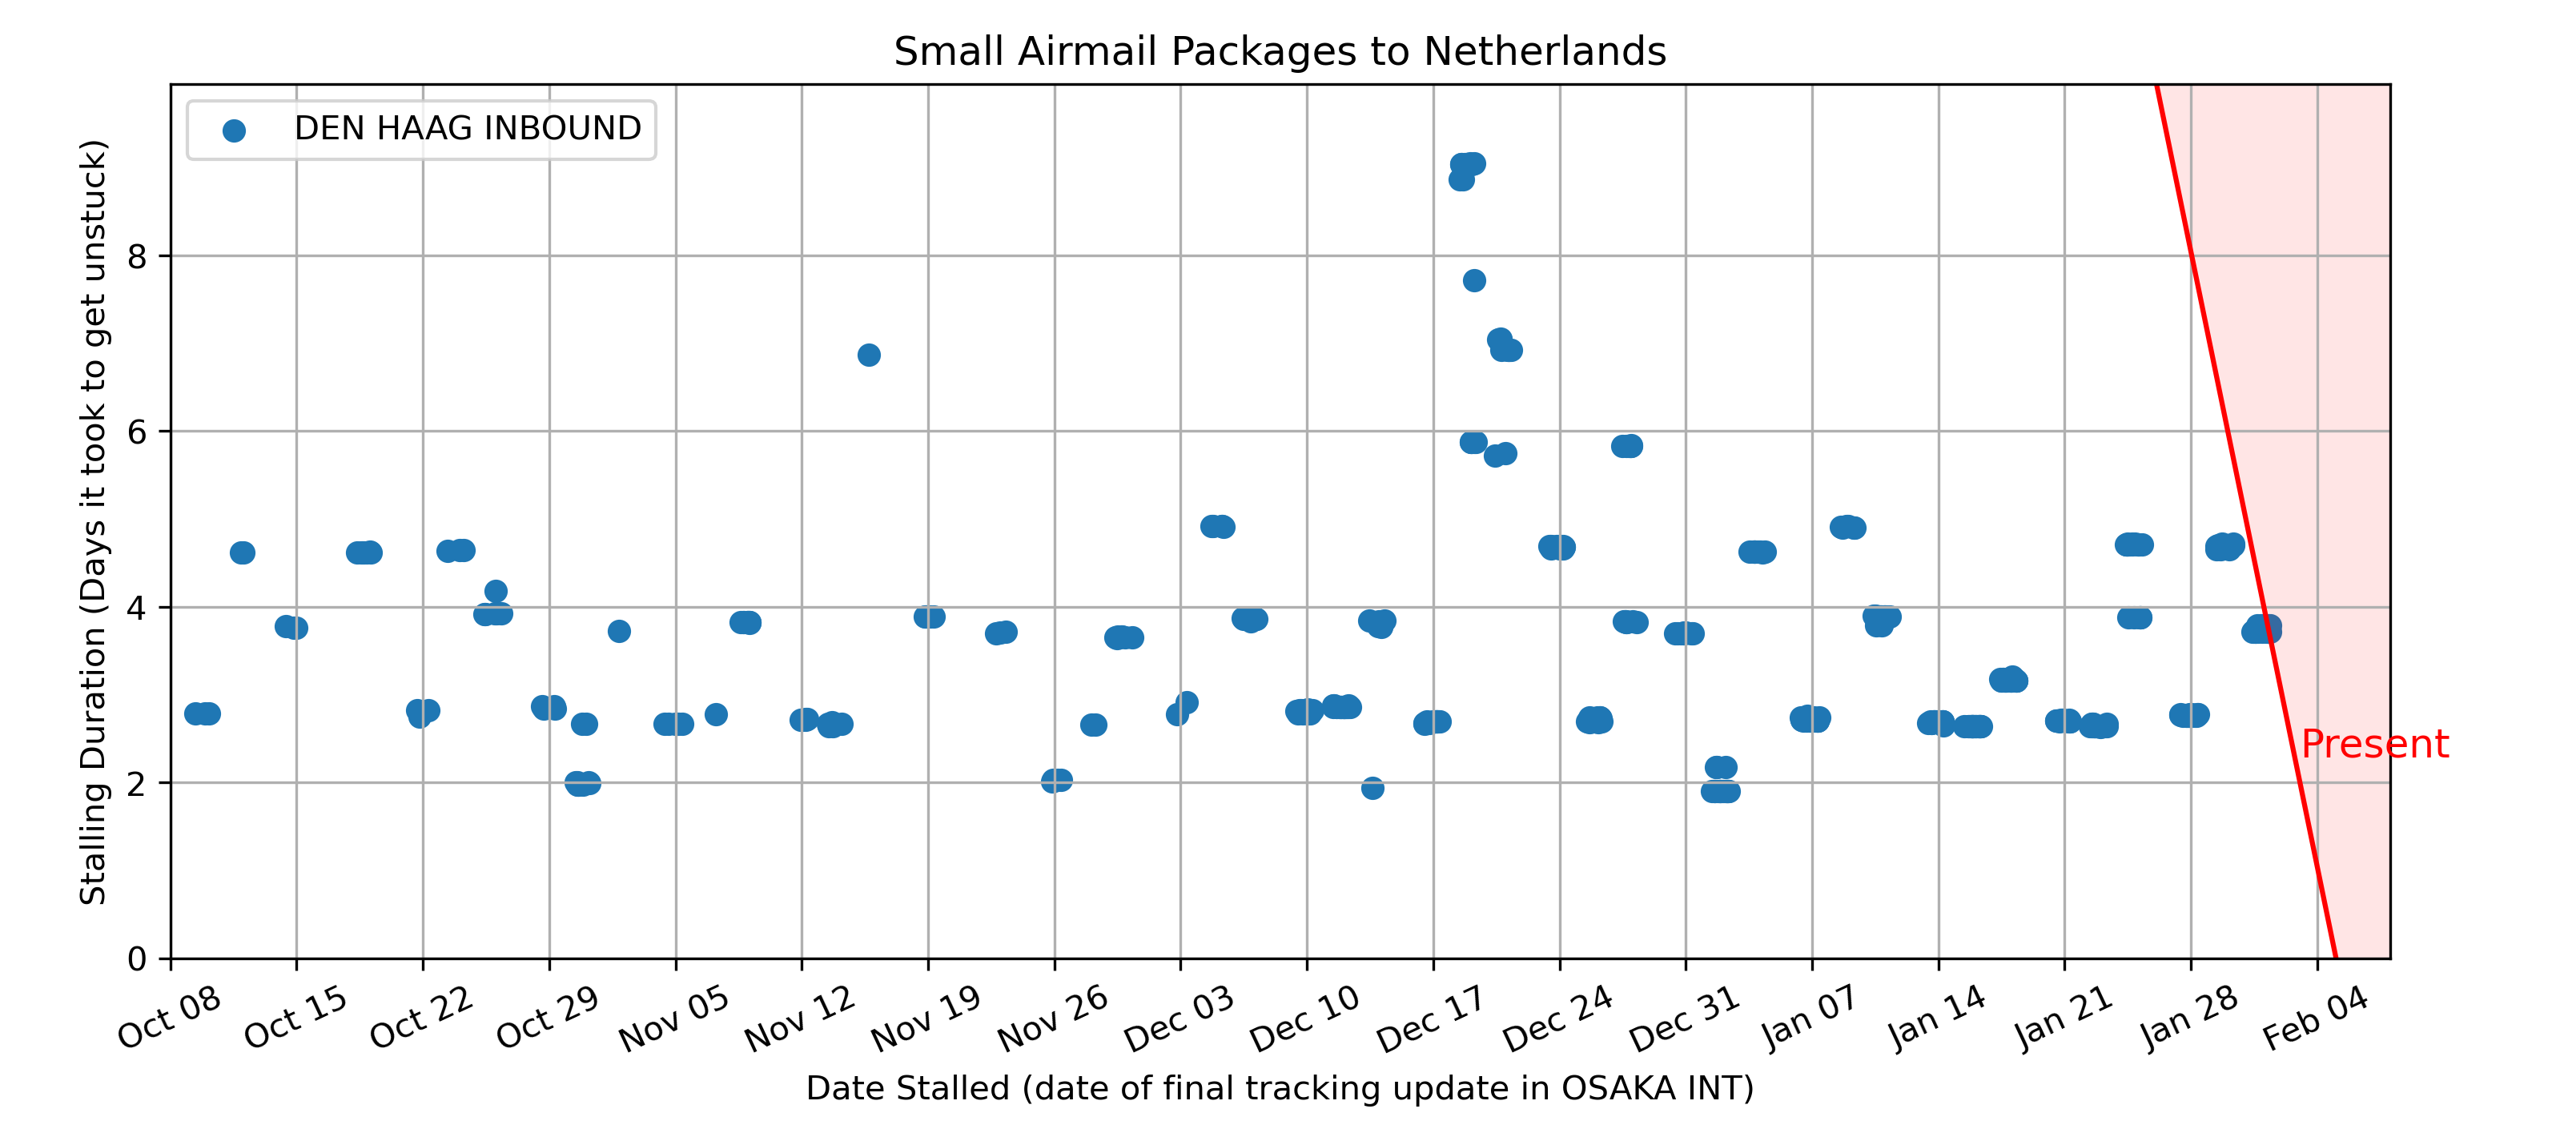 Small Airmail Packages to Netherlands
DEN HAAG INBOUND
Stalling Duration (Days it took to get unstuck)
8
6
4
2
0
Present
Oct 08 Oct 15 Oct 22 Oct 29 Nov 05 Nov 12 Nov 19 Nov 26 Dec 03 Dec 10 Dec 17 Dec 24 Dec 31 Jan 07 Jan 14 Jan 21 Jan 28 Feb 04
Date Stalled (date of final tracking update in OSAKA INT)